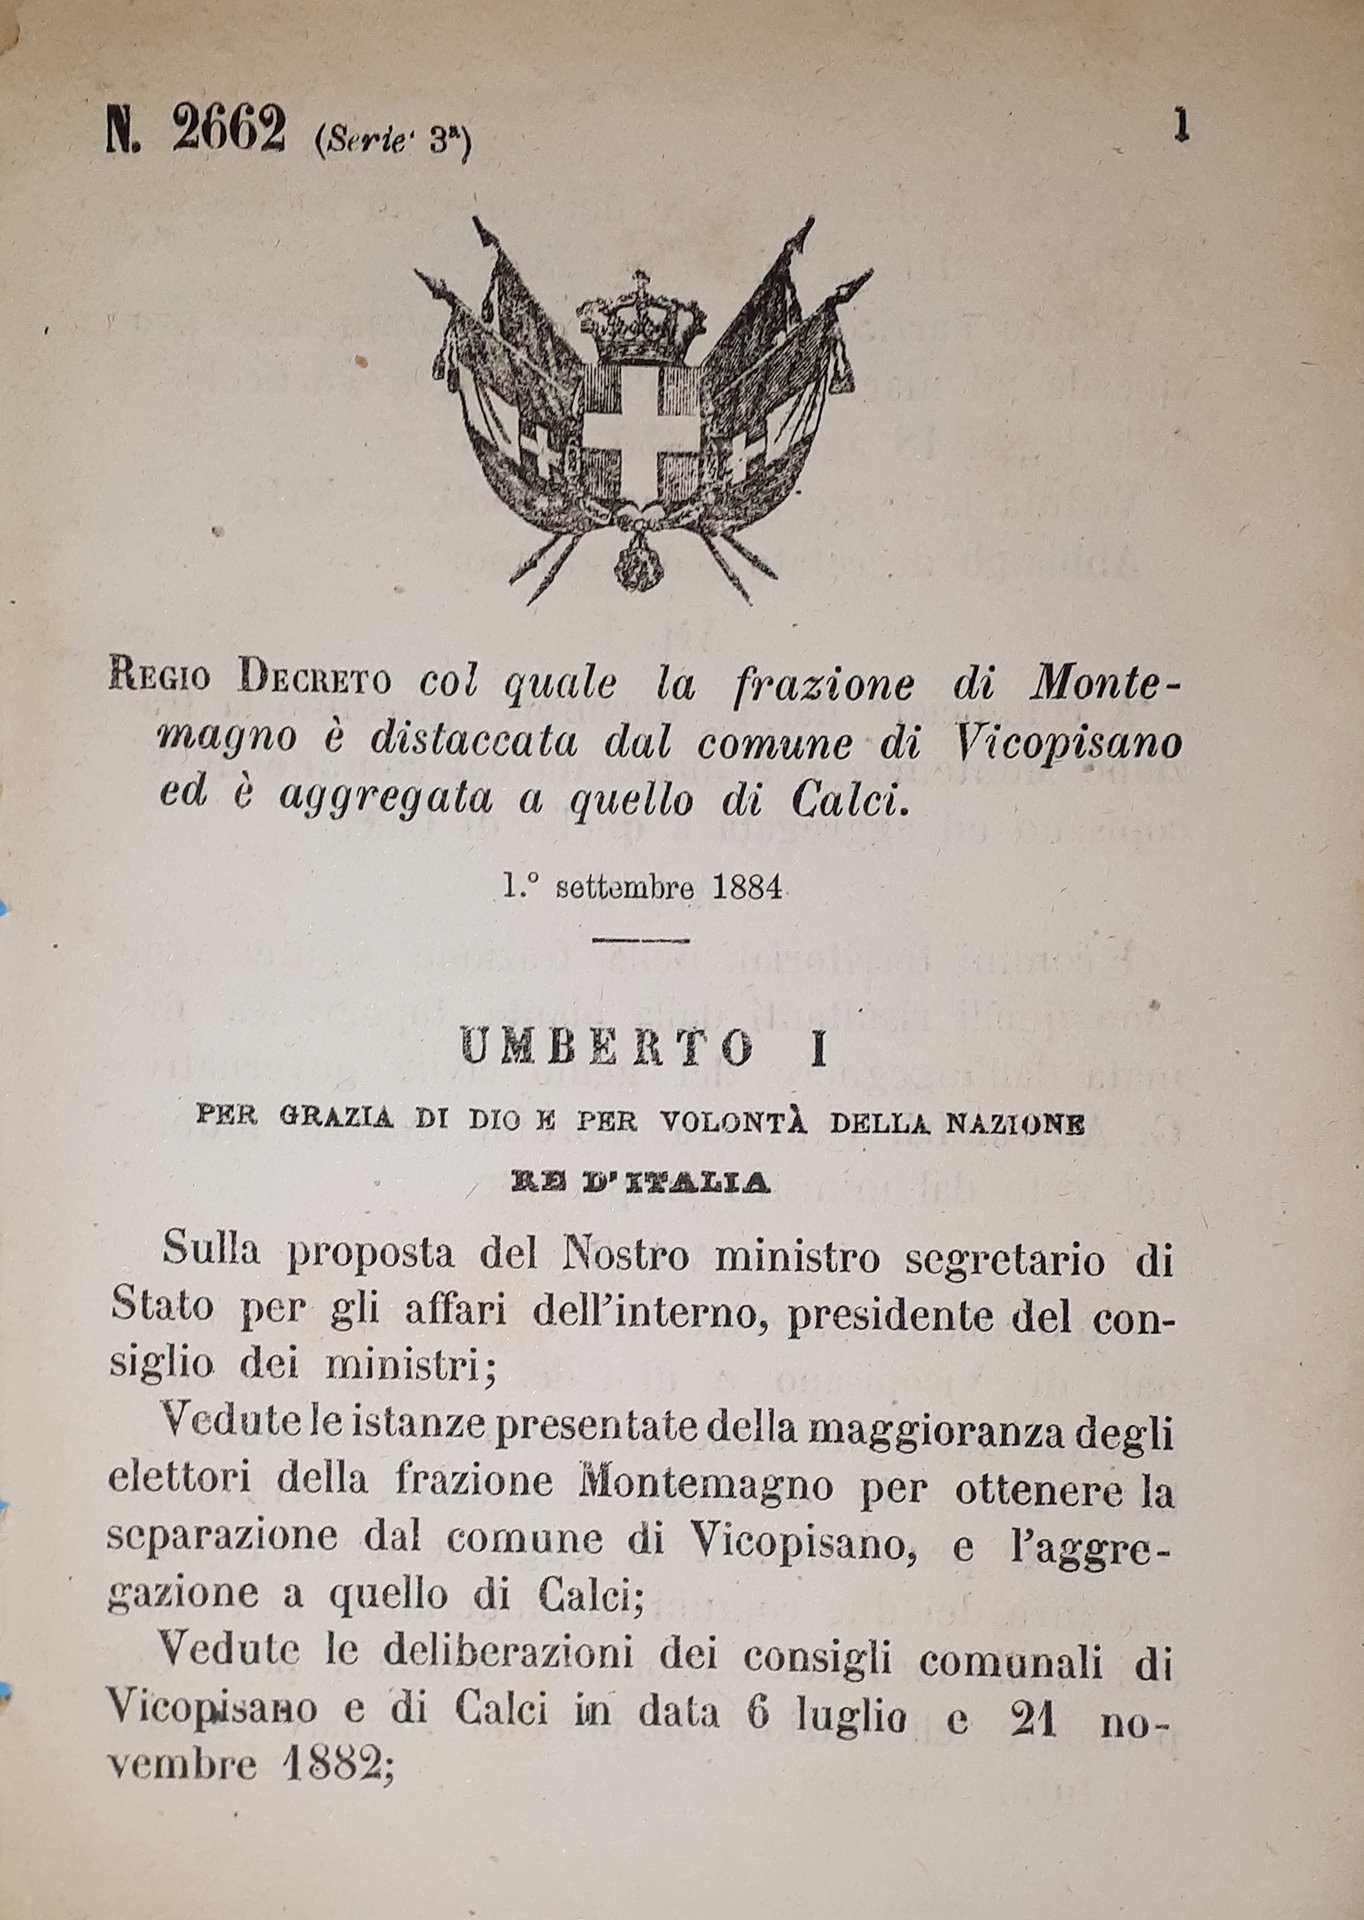 N. 2662 (Serie 3ª)
1
REGIO DECRETO col quale la frazione di Monte-
magno è distaccata dal comune di Vicopisano
ed è aggregata a quello di Calci.
1.º settembre 1884
UMBERTO I
PER GRAZIA DI DIO E PER VOLONTÀ DELLA NAZIONE
RE D'ITALIA
Sulla proposta del Nostro ministro segretario di
Stato per gli affari dell'interno, presidente del con-
siglio dei ministri;
Vedute le istanze presentate della maggioranza degli
elettori della frazione Montemagno per ottenere la
separazione dal comune di Vicopisano, e l'aggre-
gazione a quello di Calci;
Vedute le deliberazioni dei consigli comunali di
Vicopisano e di Calci in data 6 luglio e 21 no-
vembre 1882;